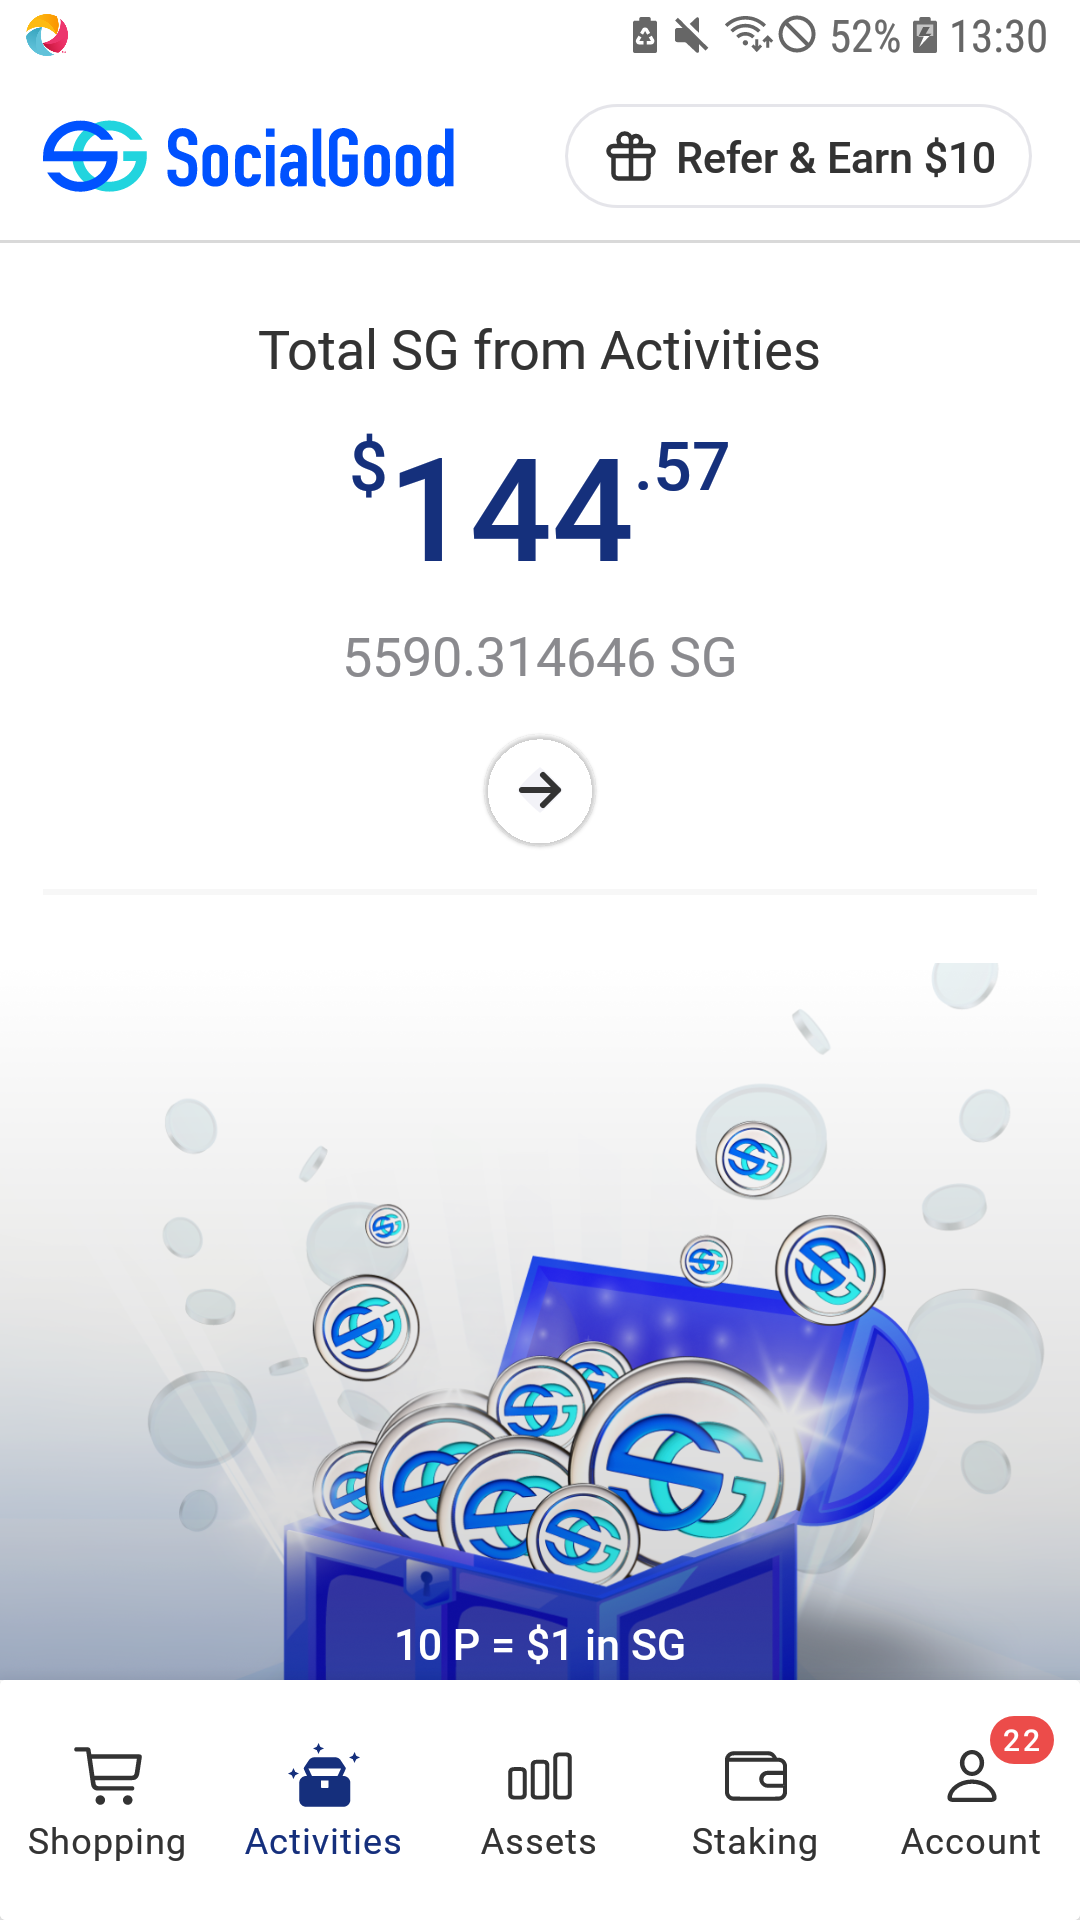 52% 13:30
SocialGood
Refer & Earn $10
Total SG from Activities
$144.57
5590.314646 SG
10 P = $1 in SG
22
Shopping
Activities
Assets
Staking
Account